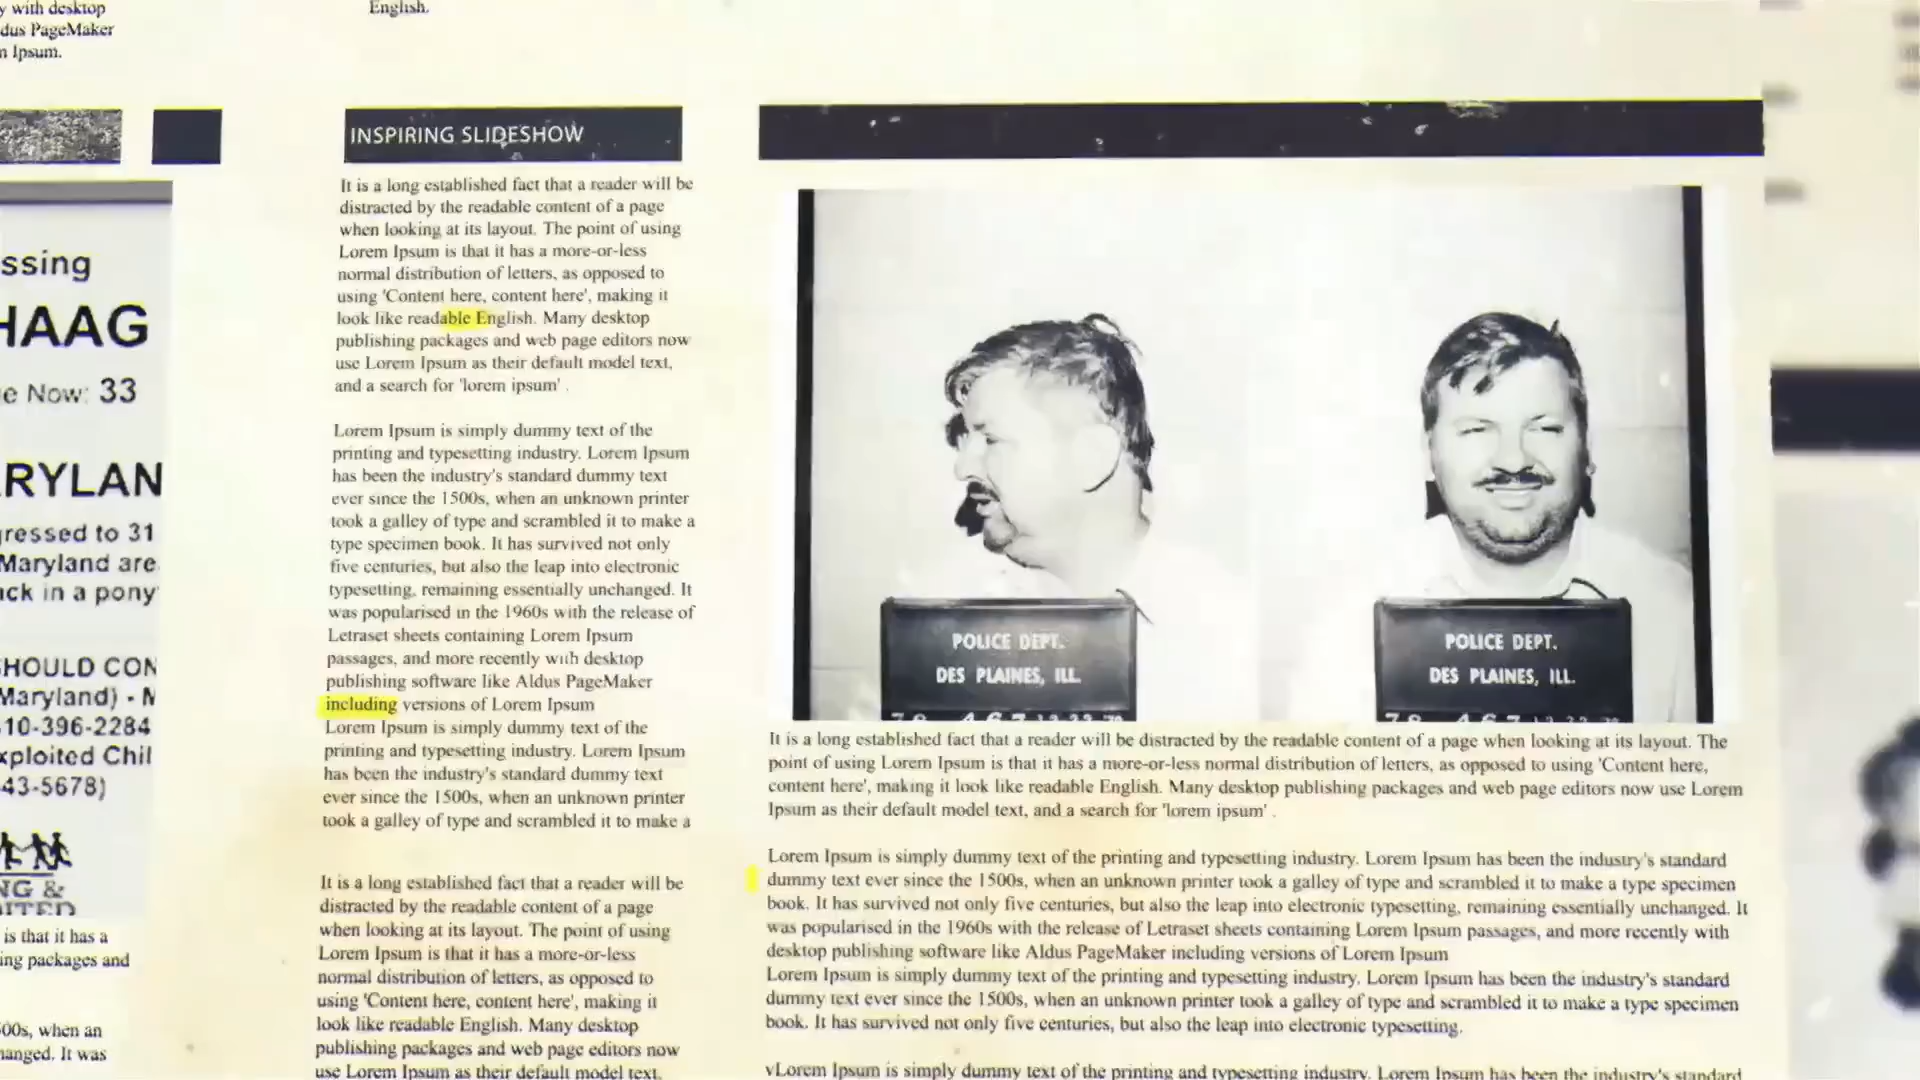 y with desktop
dus PageMaker
n Ipsum.
English.
ssing
HAAG
e Now: 33
RYLAN
gressed to 31
Maryland are
ack in a pony
SHOULD CON
Maryland) - M
10-396-2284
xploited Chil
43-5678)
NG &
is that it has a
ing packages and
500s, when an
hanged. It was
INSPIRING SLIDESHOW
It is a long established fact that a reader will be
distracted by the readable content of a page
when looking at its layout. The point of using
Lorem Ipsum is that it has a more-or-less
normal distribution of letters, as opposed to
using 'Content here, content here', making it
look like readable English. Many desktop
publishing packages and web page editors now
use Lorem Ipsum as their default model text,
and a search for 'lorem ipsum' .
Lorem Ipsum is simply dummy text of the
printing and typesetting industry. Lorem Ipsum
has been the industry's standard dummy text
ever since the 1500s, when an unknown printer
took a galley of type and scrambled it to make a
type specimen book. It has survived not only
five centuries, but also the leap into electronic
typesetting, remaining essentially unchanged. It
was popularised in the 1960s with the release of
Letraset sheets containing Lorem Ipsum
passages, and more recently with desktop
publishing software like Aldus PageMaker
including versions of Lorem Ipsum
Lorem Ipsum is simply dummy text of the
printing and typesetting industry. Lorem Ipsum
has been the industry's standard dummy text
ever since the 1500s, when an unknown printer
took a galley of type and scrambled it to make a
It is a long established fact that a reader will be
distracted by the readable content of a page
when looking at its layout. The point of using
Lorem Ipsum is that it has a more-or-less
normal distribution of letters, as opposed to
using 'Content here, content here', making it
look like readable English. Many desktop
publishing packages and web page editors now
use Lorem Ipsum as their default model text,
POLICE DEPT.
DES PLAINES, ILL.
POLICE DEPT.
DES PLAINES, ILL.
It is a long established fact that a reader will be distracted by the readable content of a page when looking at its layout. The
point of using Lorem Ipsum is that it has a more-or-less normal distribution of letters, as opposed to using 'Content here,
content here', making it look like readable English. Many desktop publishing packages and web page editors now use Lorem
Ipsum as their default model text, and a search for 'lorem ipsum' .
Lorem Ipsum is simply dummy text of the printing and typesetting industry. Lorem Ipsum has been the industry's standard
dummy text ever since the 1500s, when an unknown printer took a galley of type and scrambled it to make a type specimen
book. It has survived not only five centuries, but also the leap into electronic typesetting, remaining essentially unchanged. It
was popularised in the 1960s with the release of Letraset sheets containing Lorem Ipsum passages, and more recently with
desktop publishing software like Aldus PageMaker including versions of Lorem Ipsum
Lorem Ipsum is simply dummy text of the printing and typesetting industry. Lorem Ipsum has been the industry's standard
dummy text ever since the 1500s, when an unknown printer took a galley of type and scrambled it to make a type specimen
book. It has survived not only five centuries, but also the leap into electronic typesetting.
vLorem Ipsum is simply dummy text of the printing and typesetting industry. Lorem Ipsum has been the industry's standard